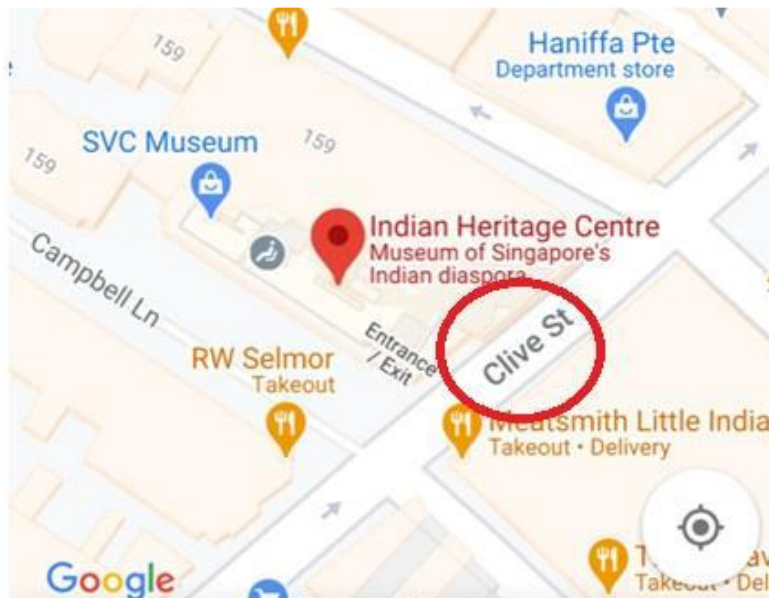 159
Haniffa Pte
Department store
SVC Museum
159
159
Indian Heritage Centre
Museum of Singapore's
Indian diaspora
Campbell Ln
Entrance
/ Exit
Clive St
RW Selmor
Takeout
Meatsmith Little India
Takeout • Delivery
Google